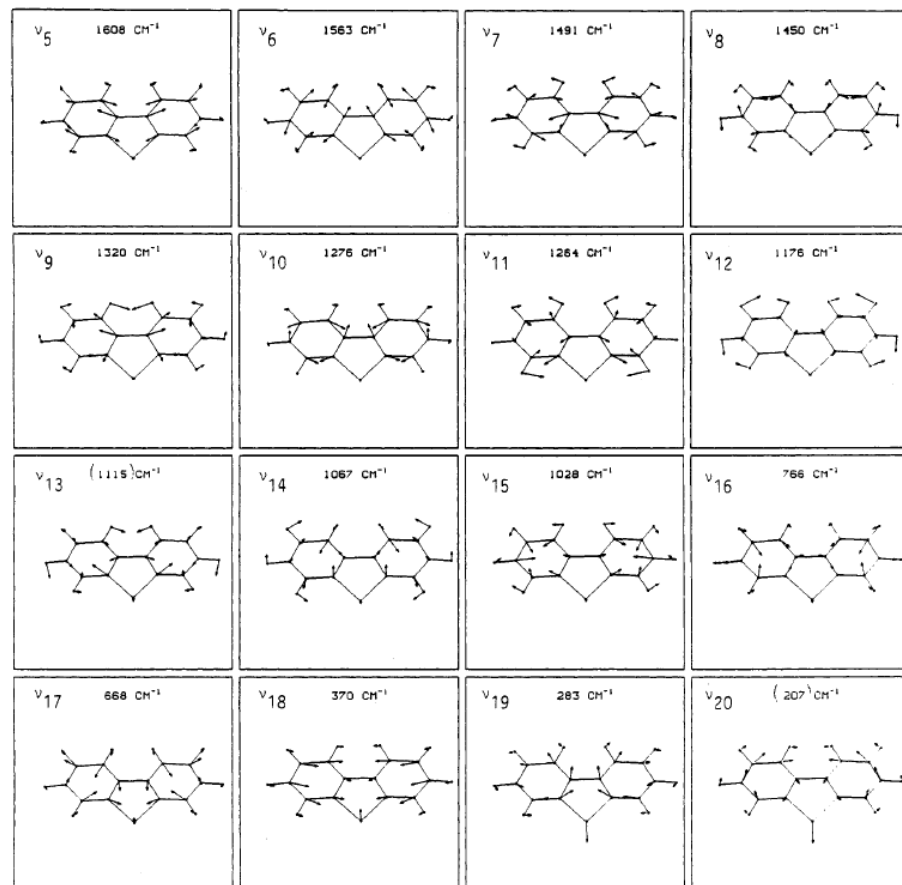 ν5 1608 CM⁻¹
ν6 1563 CM⁻¹
ν7 1491 CM⁻¹
ν8 1450 CM⁻¹
ν9 1320 CM⁻¹
ν10 1276 CM⁻¹
ν11 1264 CM⁻¹
ν12 1176 CM⁻¹
ν13 (1115) CM⁻¹
ν14 1067 CM⁻¹
ν15 1028 CM⁻¹
ν16 766 CM⁻¹
ν17 668 CM⁻¹
ν18 370 CM⁻¹
ν19 283 CM⁻¹
ν20 (207) CM⁻¹